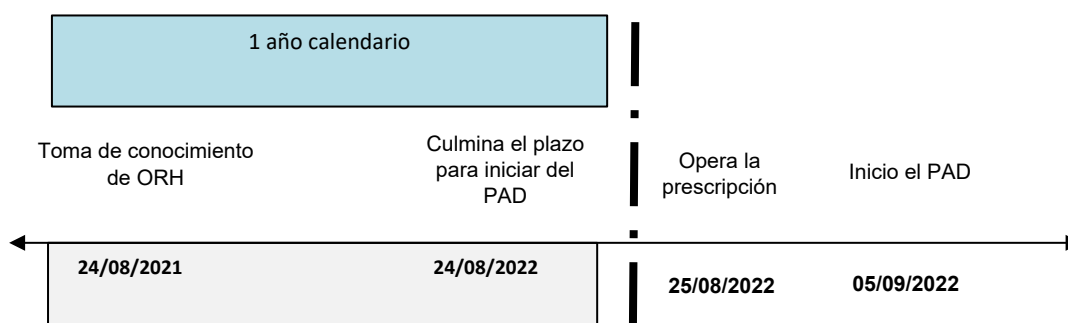 1 año calendario
Toma de conocimiento
de ORH
Culmina el plazo
para iniciar del
PAD
Opera la
prescripción
Inicio el PAD
24/08/2021
24/08/2022
25/08/2022
05/09/2022